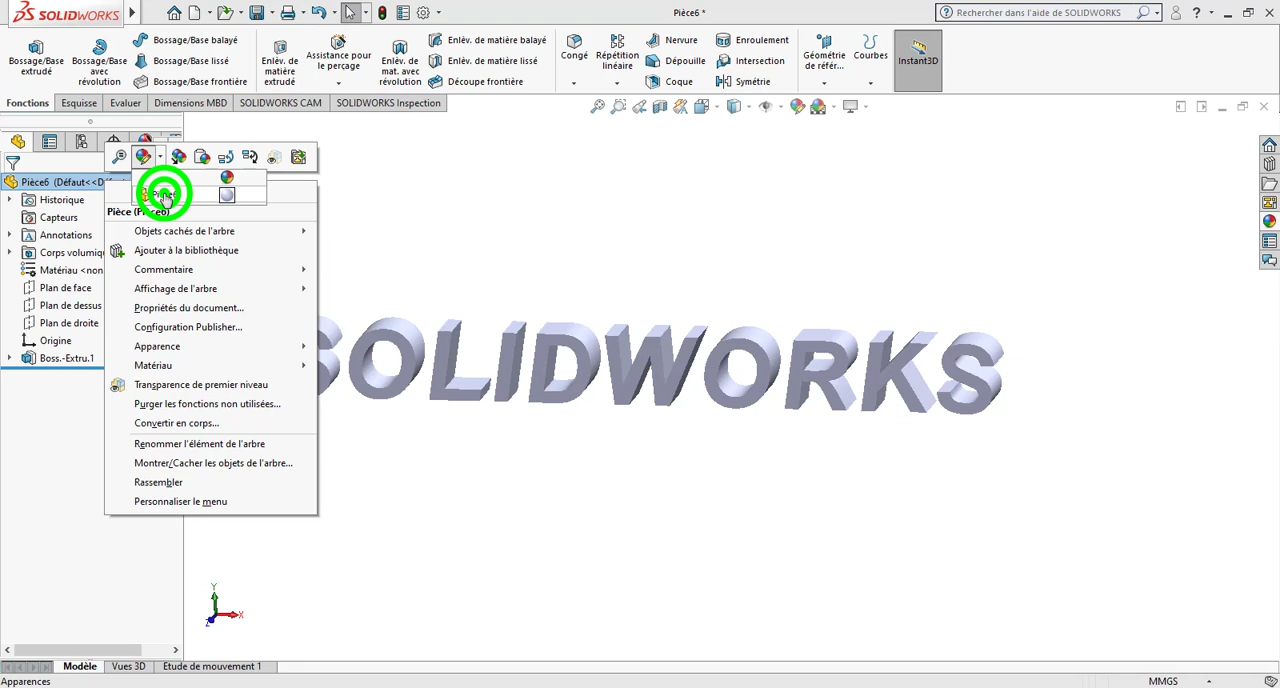 SOLIDWORKS
Pièce6 *
Rechercher dans l'aide de SOLIDWORKS
Bossage/Base extrudé
Bossage/Base avec révolution
Bossage/Base balayé
Bossage/Base lissé
Bossage/Base frontière
Enlèv. de matière extrudé
Assistance pour le perçage
Enlèv. de mat. avec révolution
Enlèv. de matière balayé
Enlèv. de matière lissé
Découpe frontière
Congé
Répétition linéaire
Nervure
Dépouille
Coque
Enroulement
Intersection
Symétrie
Géométrie de référ...
Courbes
Instant3D
Fonctions
Esquisse
Evaluer
Dimensions MBD
SOLIDWORKS CAM
SOLIDWORKS Inspection
Pièce6 (Défaut<<D
Historique
Capteurs
Annotations
Corps volumiq
Matériau <non
Plan de face
Plan de dessus
Plan de droite
Origine
Boss.-Extru.1
Pièce (Pièce6)
Objets cachés de l'arbre
Ajouter à la bibliothèque
Commentaire
Affichage de l'arbre
Propriétés du document...
Configuration Publisher...
Apparence
Matériau
Transparence de premier niveau
Purger les fonctions non utilisées...
Convertir en corps...
Renommer l'élément de l'arbre
Montrer/Cacher les objets de l'arbre...
Rassembler
Personnaliser le menu
SOLIDWORKS
Y
X
Z
Modèle
Vues 3D
Etude de mouvement 1
Apparences
MMGS